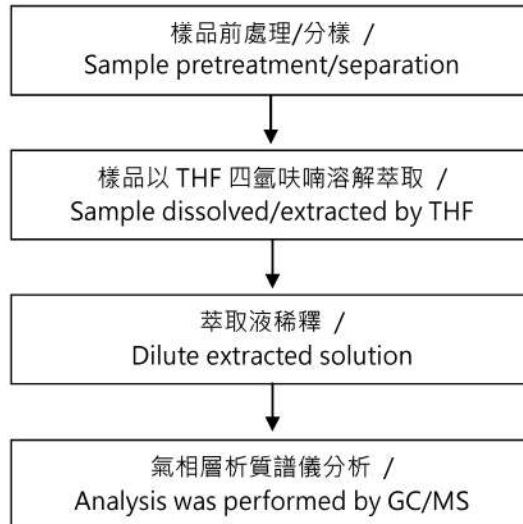 樣品前處理/分樣 /
Sample pretreatment/separation
樣品以 THF 四氫呋喃溶解萃取 /
Sample dissolved/extracted by THF
萃取液稀釋 /
Dilute extracted solution
氣相層析質譜儀分析 /
Analysis was performed by GC/MS